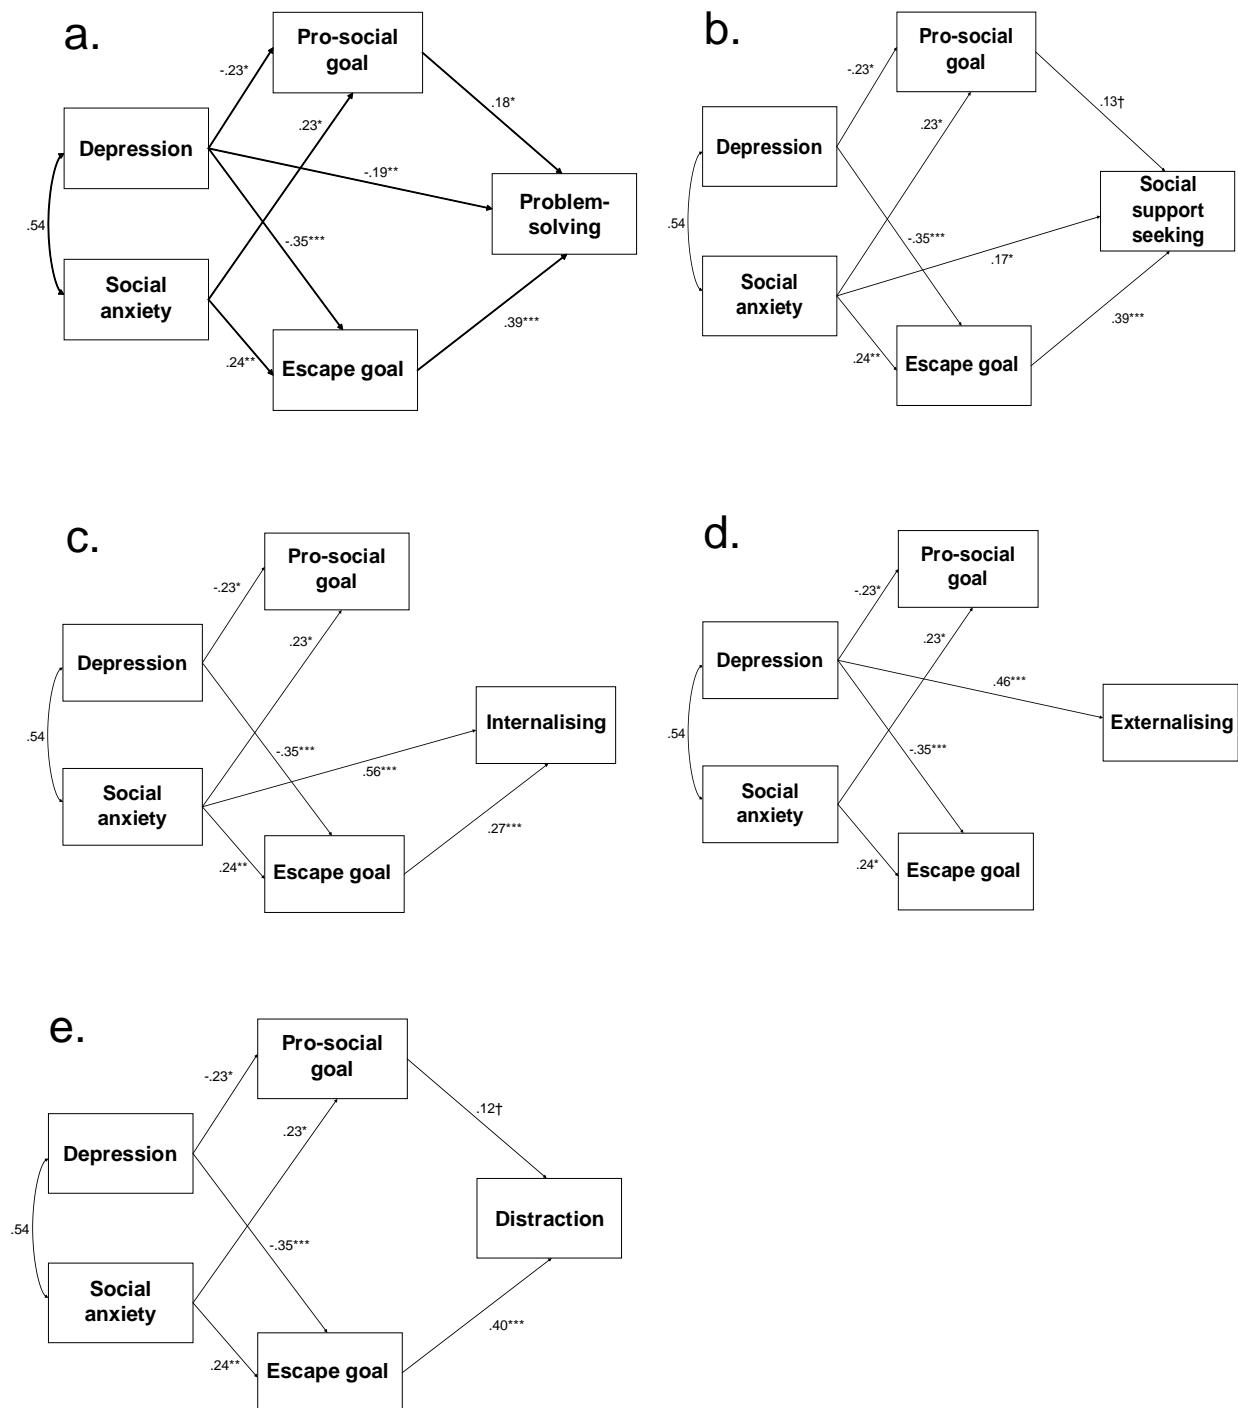 a.
Pro-social
goal
-.23*
.18*
.23*
Depression
-.19**
Problem-
solving
.54
-.35***
Social
anxiety
.39***
.24**
Escape goal
b.
Pro-social
goal
-.23*
.13†
.23*
Depression
Social
support
seeking
.54
-.35***
.17*
Social
anxiety
.39***
.24**
Escape goal
c.
Pro-social
goal
-.23*
.23*
Depression
Internalising
.54
-.35***
.56***
Social
anxiety
.27***
.24**
Escape goal
d.
Pro-social
goal
-.23*
.23*
Depression
.46***
Externalising
.54
-.35***
Social
anxiety
.24*
Escape goal
e.
Pro-social
goal
-.23*
.12†
.23*
Depression
Distraction
.54
-.35***
Social
anxiety
.40***
.24**
Escape goal